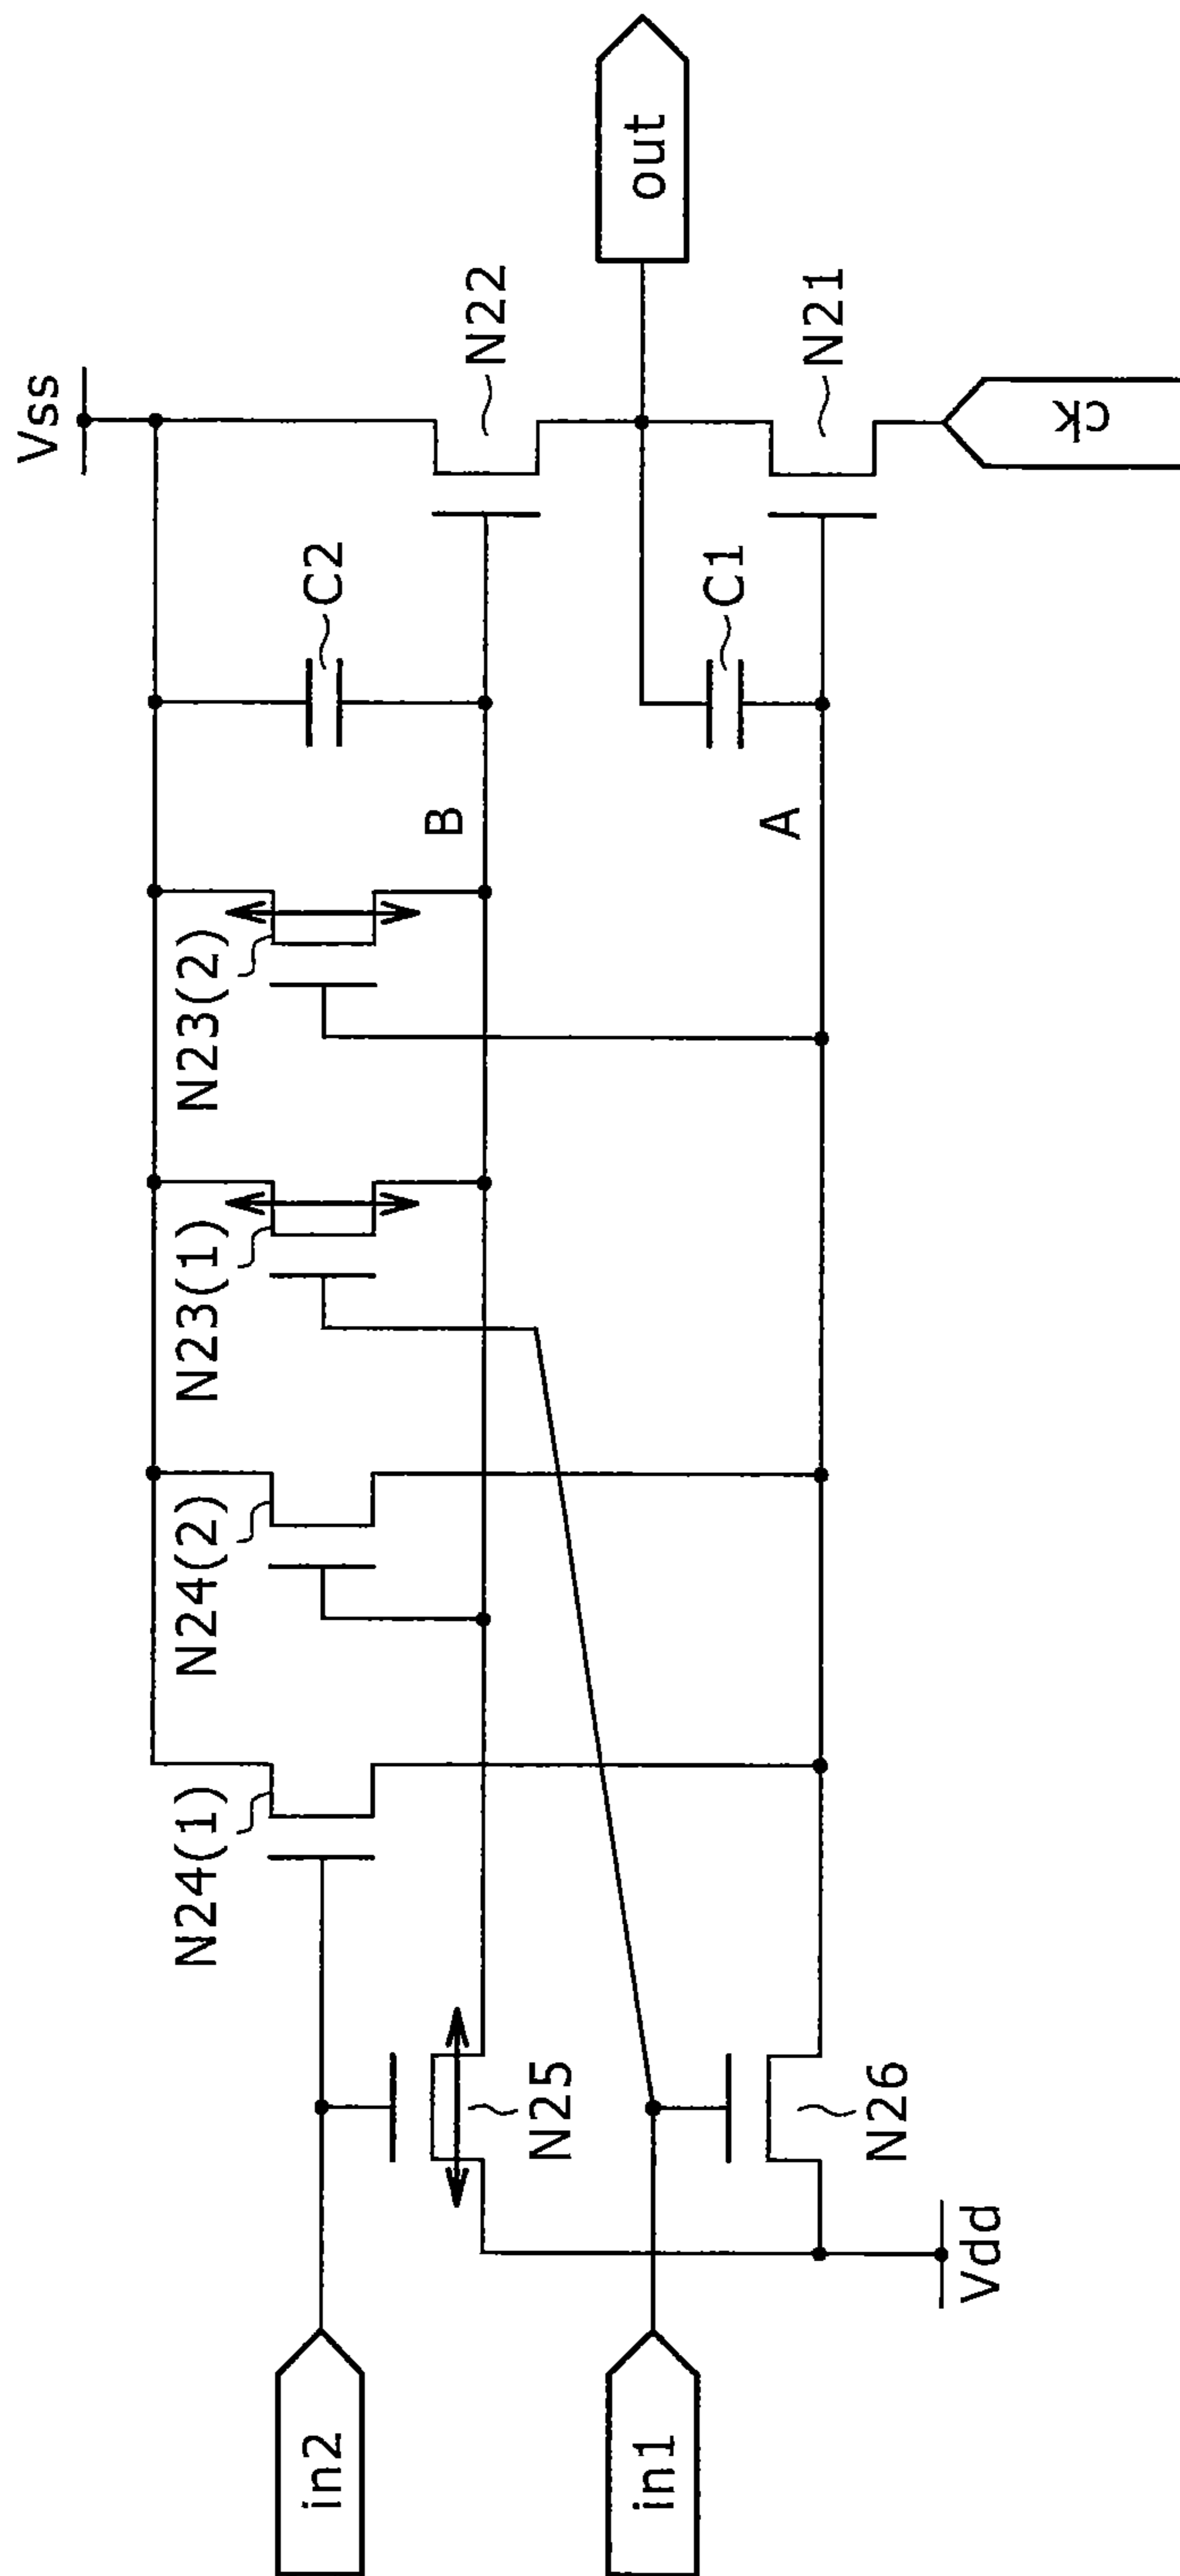 Vss
in2
N24(1)
N24(2)
N23(1)
N23(2)
C2
N22
out
N25
B
in1
N26
A
C1
N21
Vdd
ck